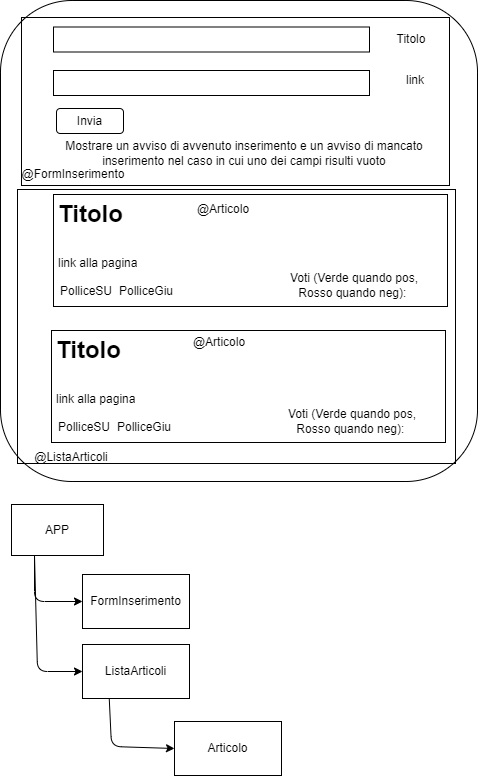 Titolo
link
Invia
Mostrare un avviso di avvenuto inserimento e un avviso di mancato
inserimento nel caso in cui uno dei campi risulti vuoto
@FormInserimento
Titolo
@Articolo
link alla pagina
PolliceSU PolliceGiu
Voti (Verde quando pos,
Rosso quando neg):
Titolo
@Articolo
link alla pagina
PolliceSU PolliceGiu
Voti (Verde quando pos,
Rosso quando neg):
@ListaArticoli
APP
FormInserimento
ListaArticoli
Articolo